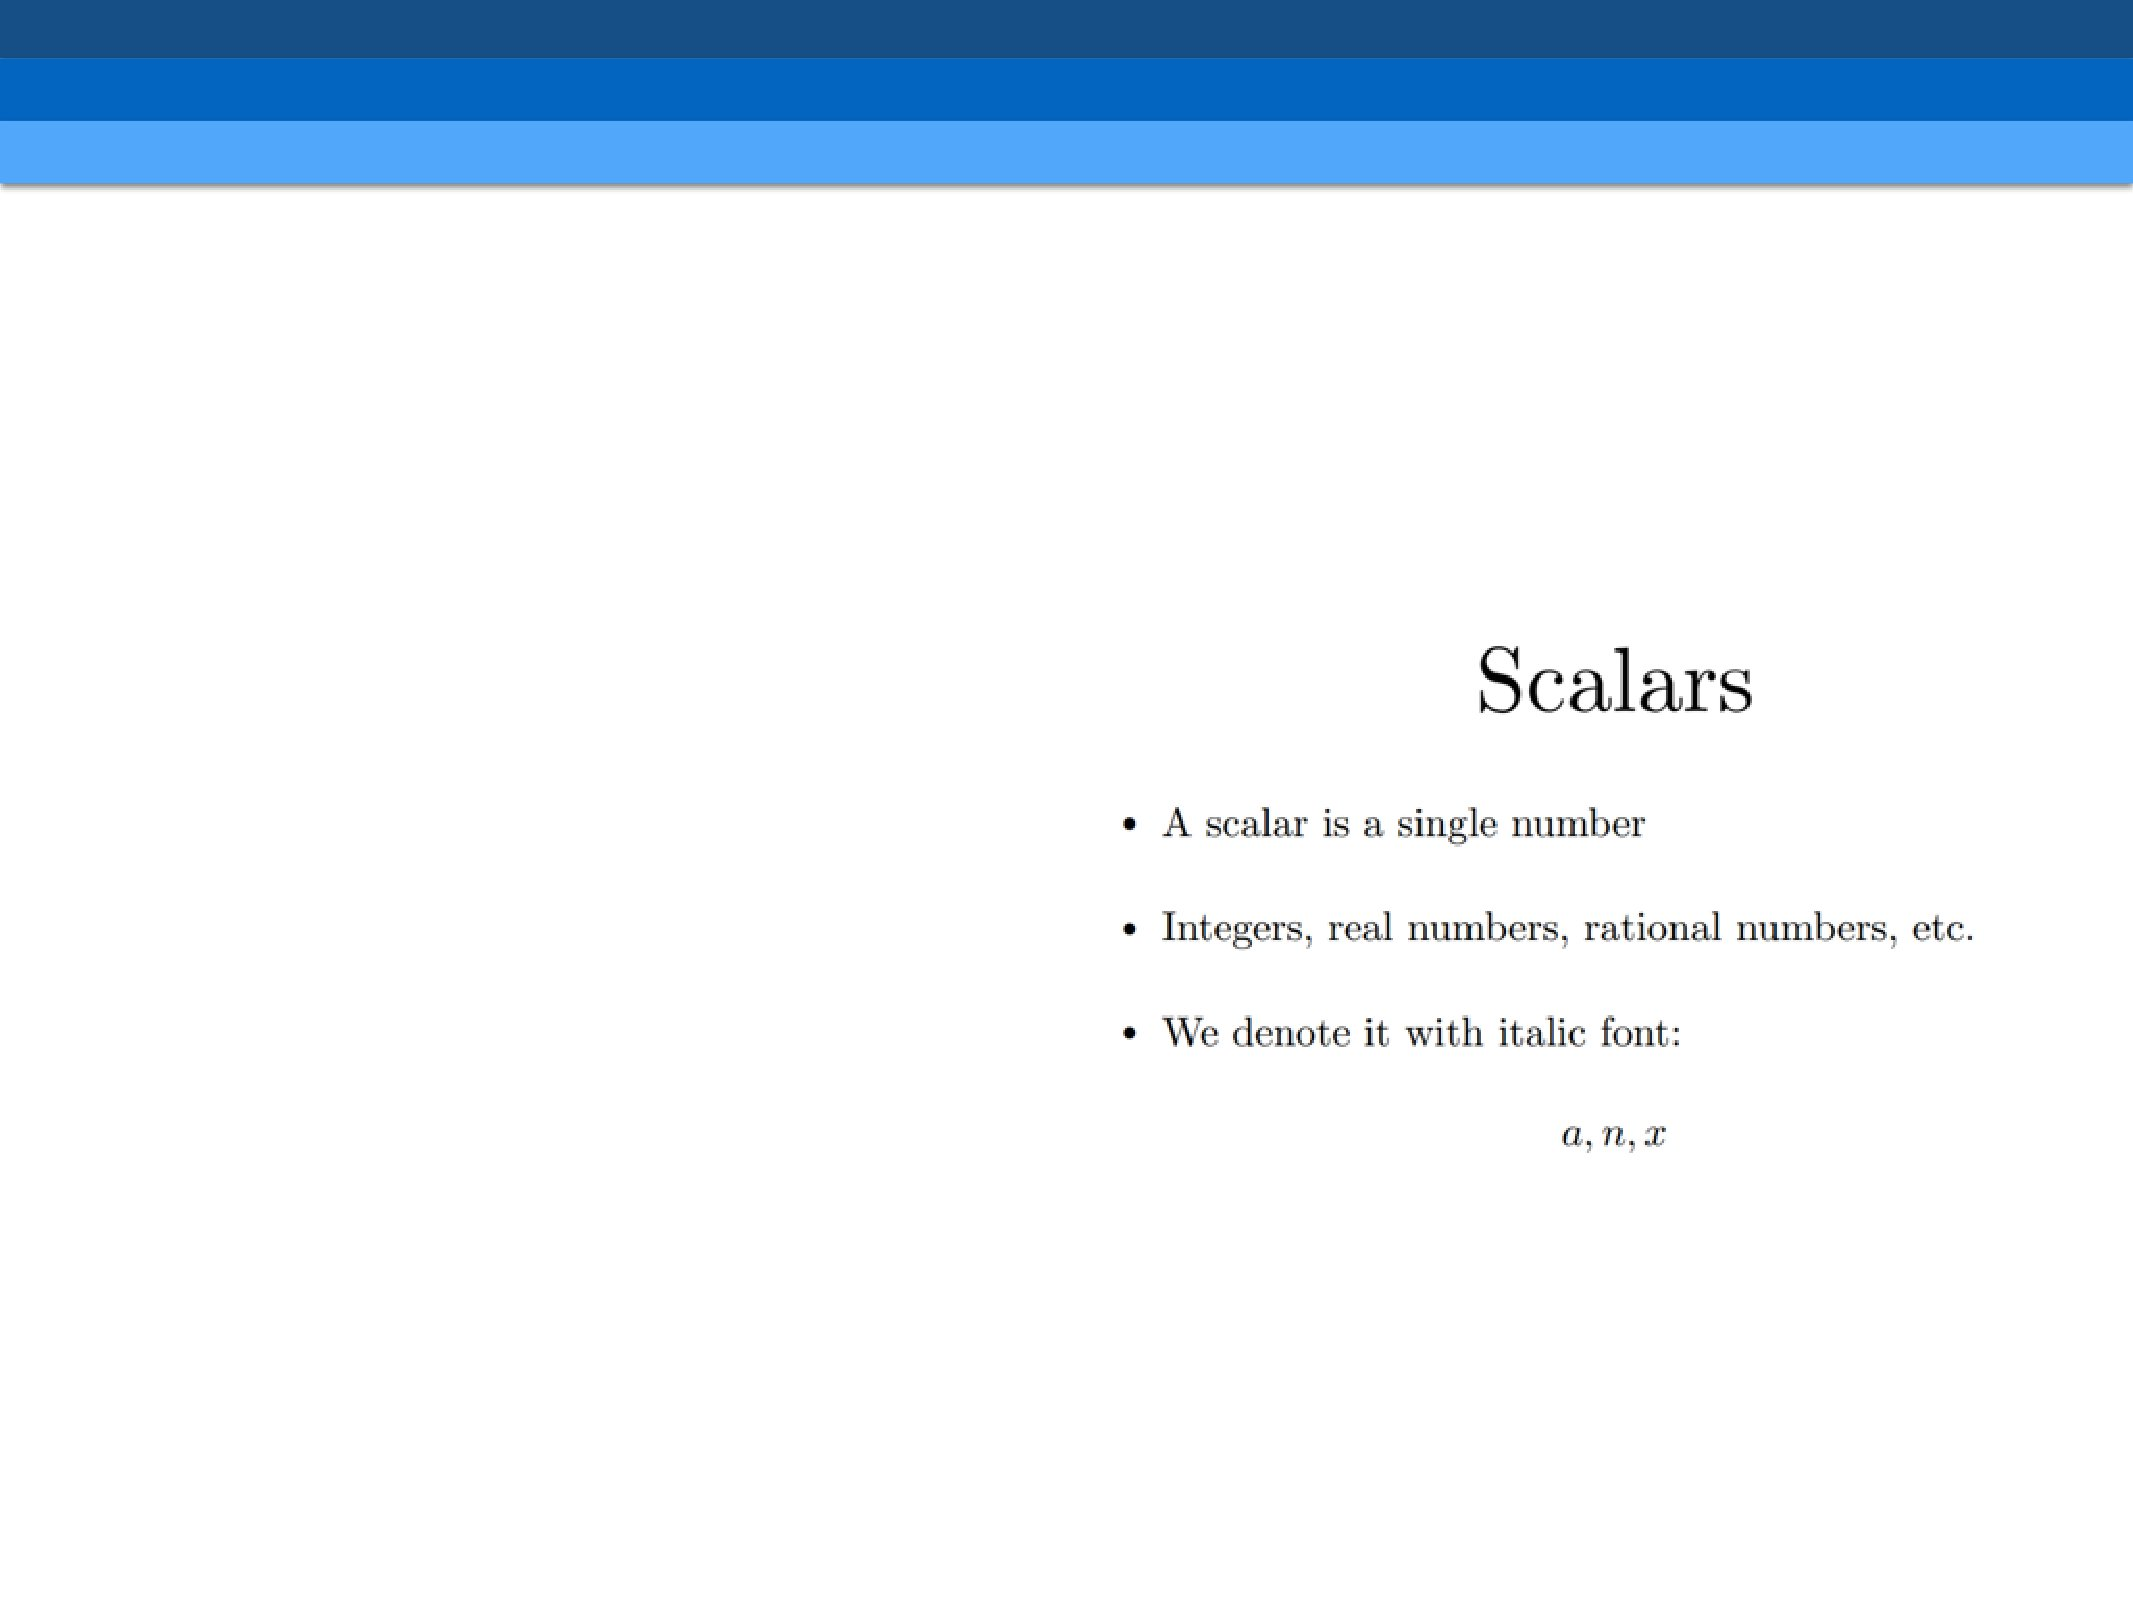 Scalars
• A scalar is a single number
• Integers, real numbers, rational numbers, etc.
• We denote it with italic font:
a, n, x